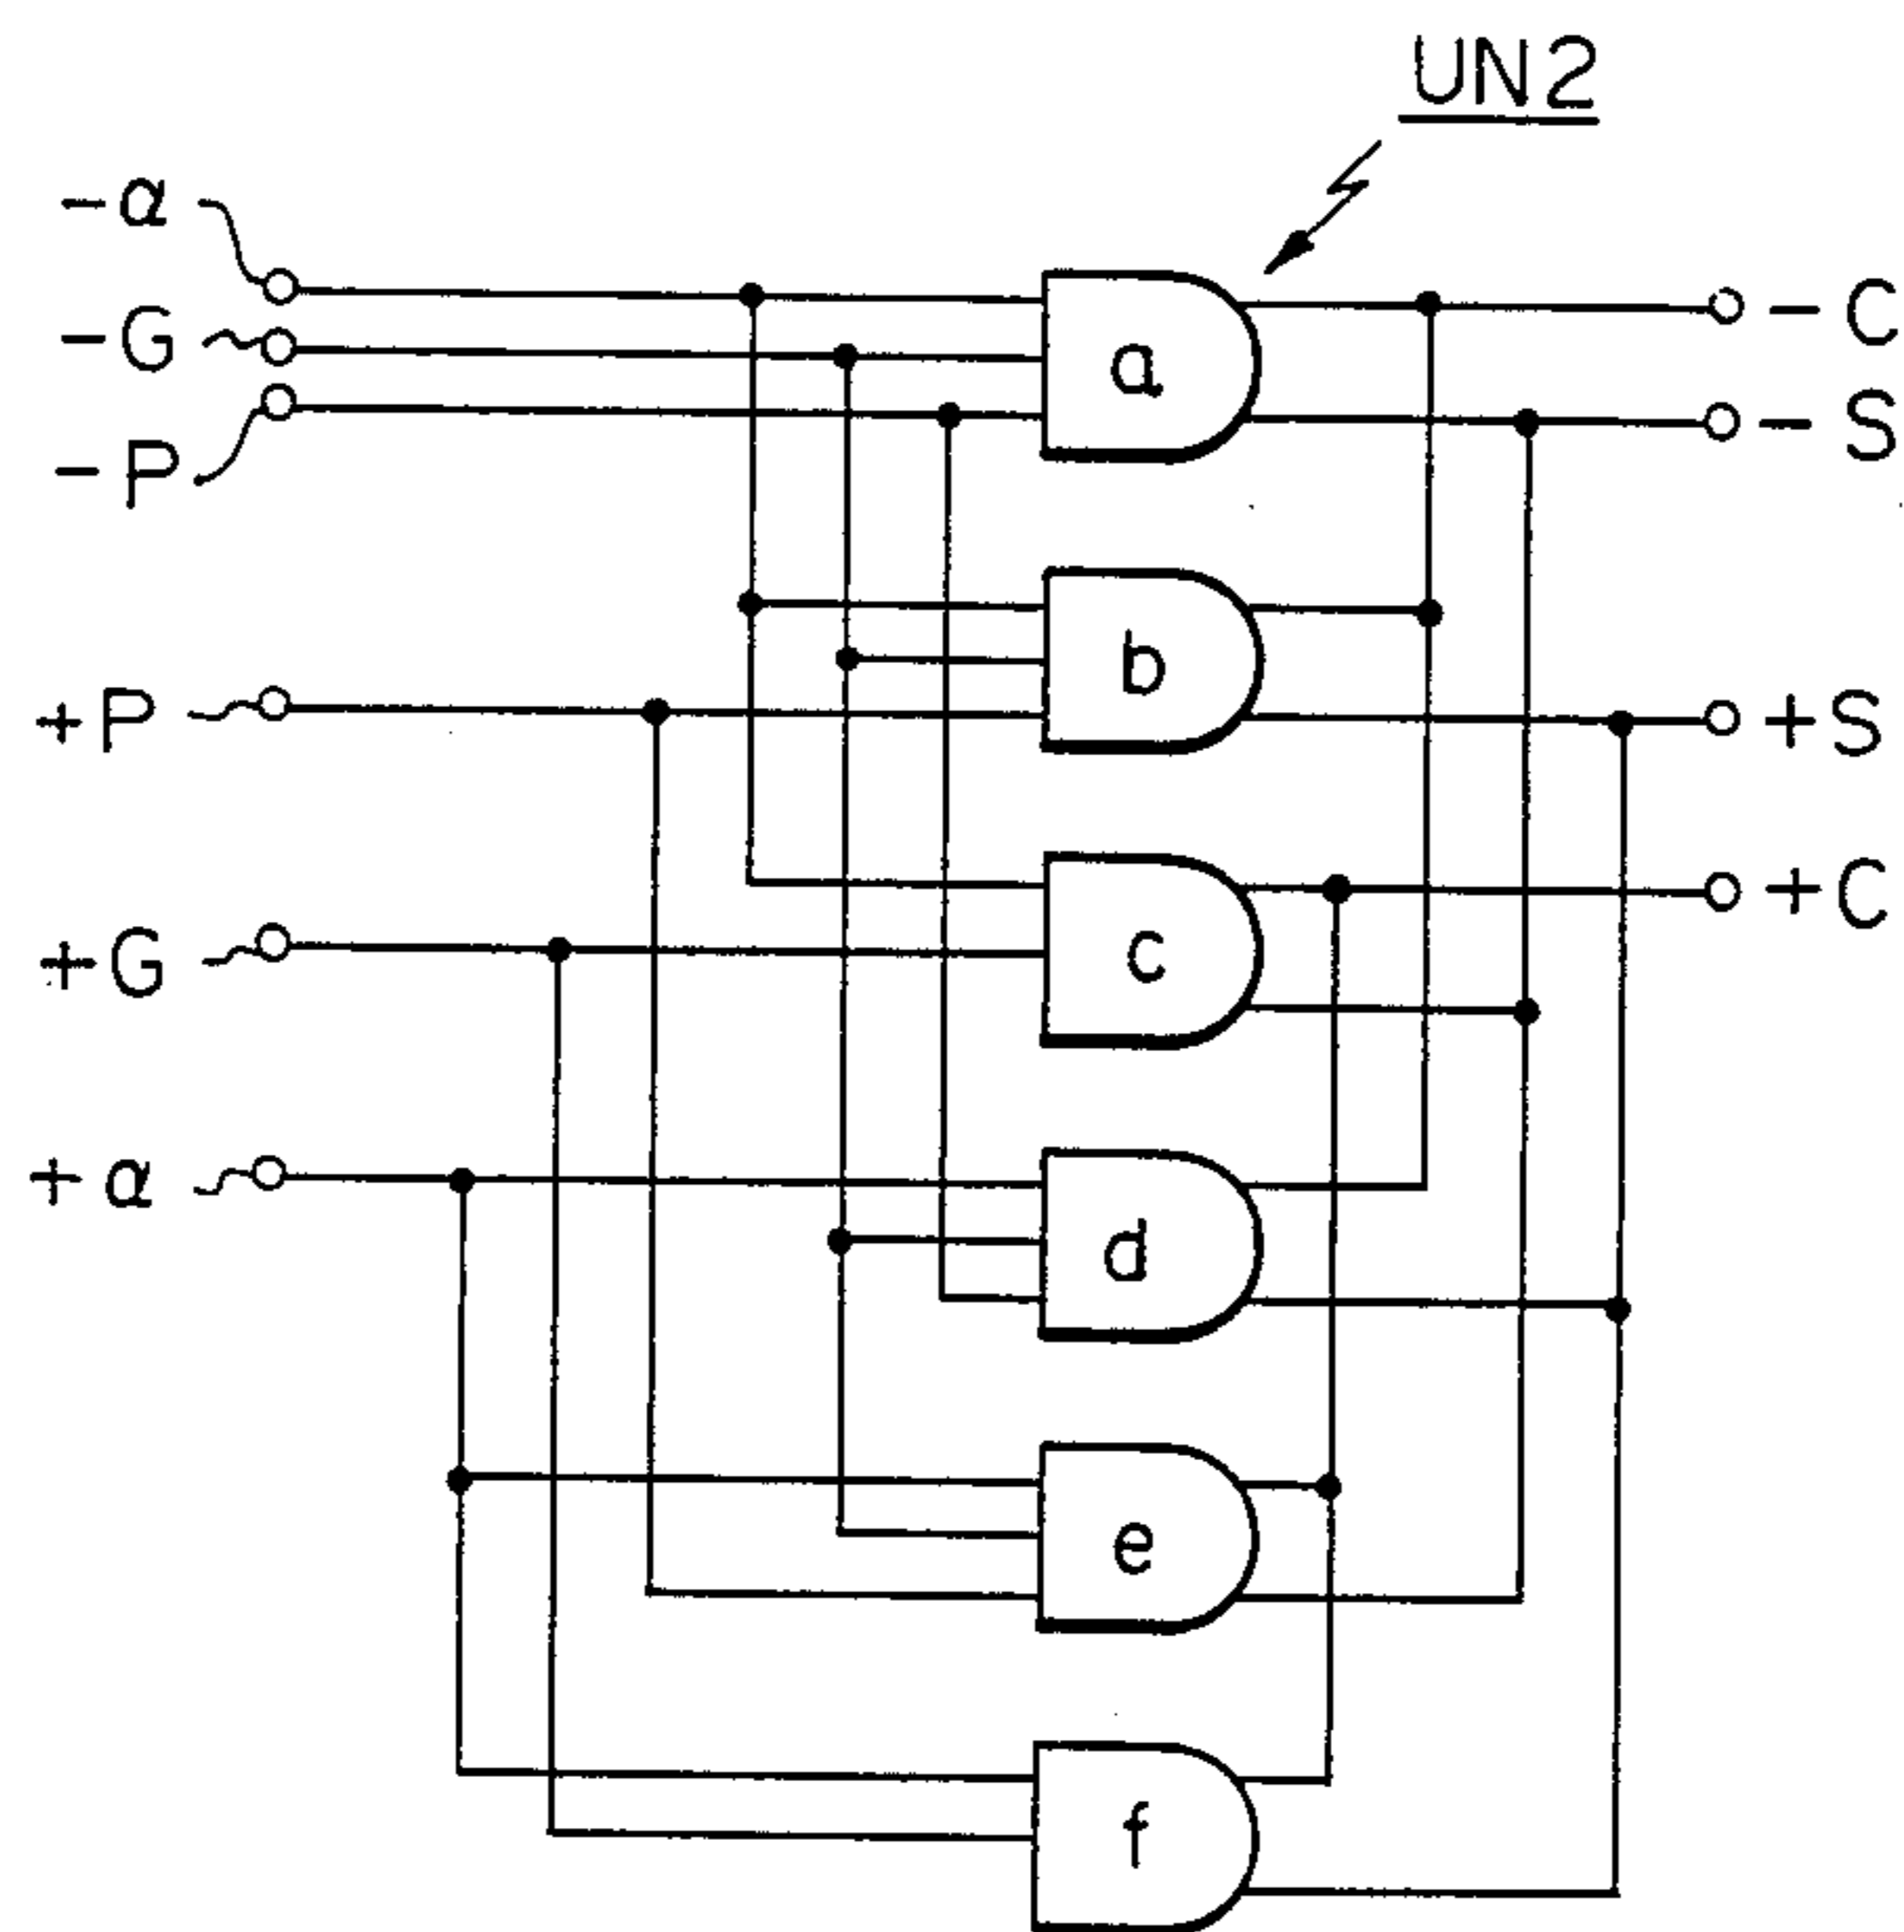 UN2
-α
-G
-P
+P
+G
+α
a
b
c
d
e
f
-C
-S
+S
+C